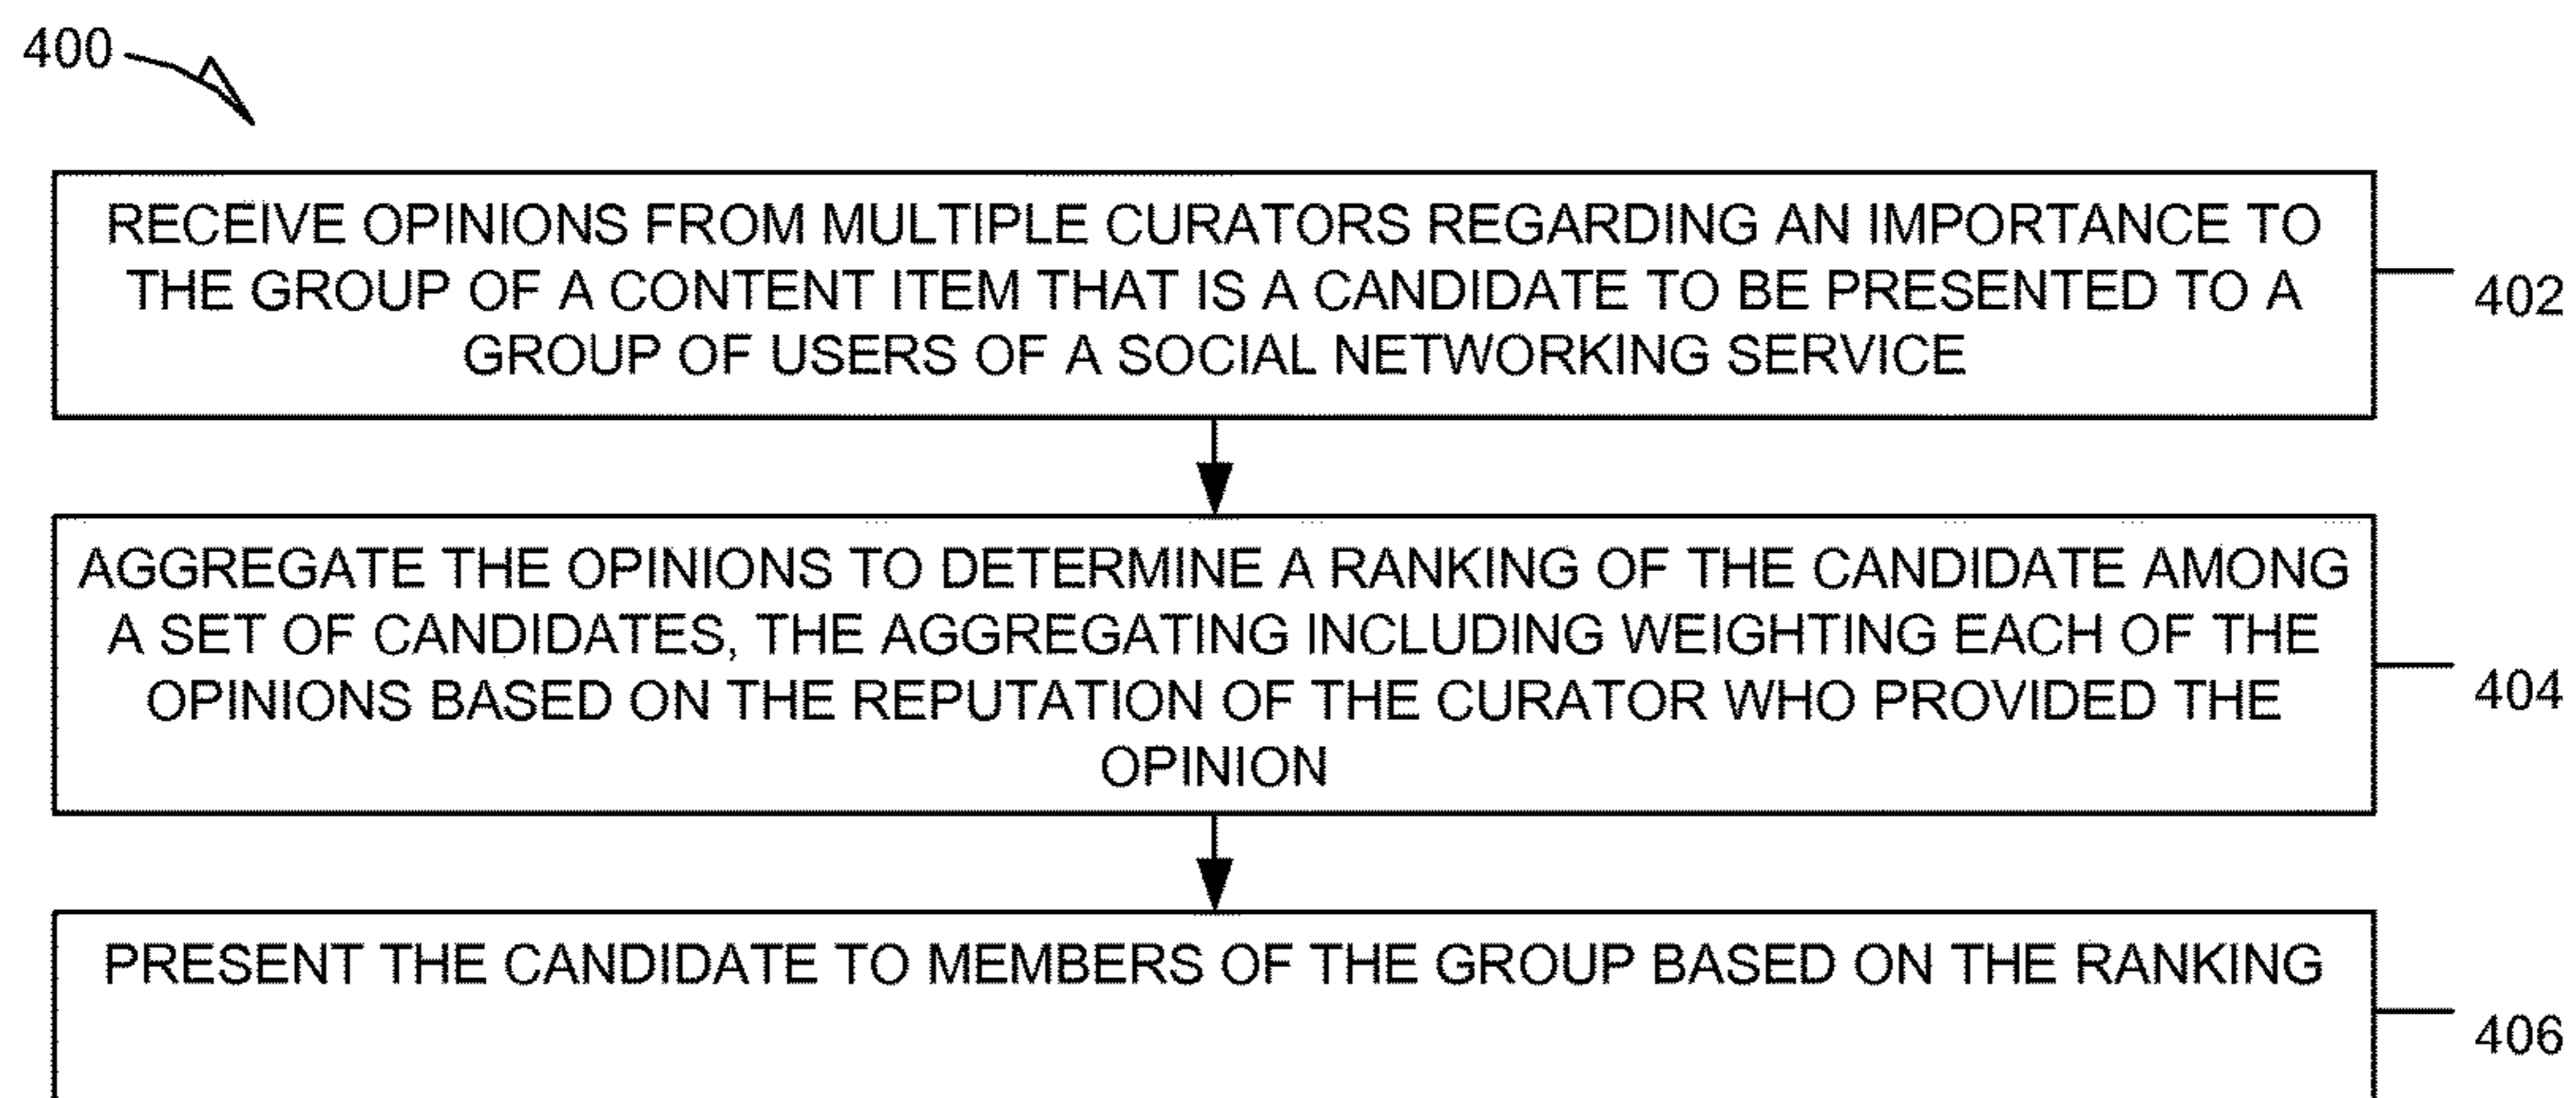 400
RECEIVE OPINIONS FROM MULTIPLE CURATORS REGARDING AN IMPORTANCE TO
THE GROUP OF A CONTENT ITEM THAT IS A CANDIDATE TO BE PRESENTED TO A
GROUP OF USERS OF A SOCIAL NETWORKING SERVICE
402
AGGREGATE THE OPINIONS TO DETERMINE A RANKING OF THE CANDIDATE AMONG
A SET OF CANDIDATES, THE AGGREGATING INCLUDING WEIGHTING EACH OF THE
OPINIONS BASED ON THE REPUTATION OF THE CURATOR WHO PROVIDED THE
OPINION
404
PRESENT THE CANDIDATE TO MEMBERS OF THE GROUP BASED ON THE RANKING
406